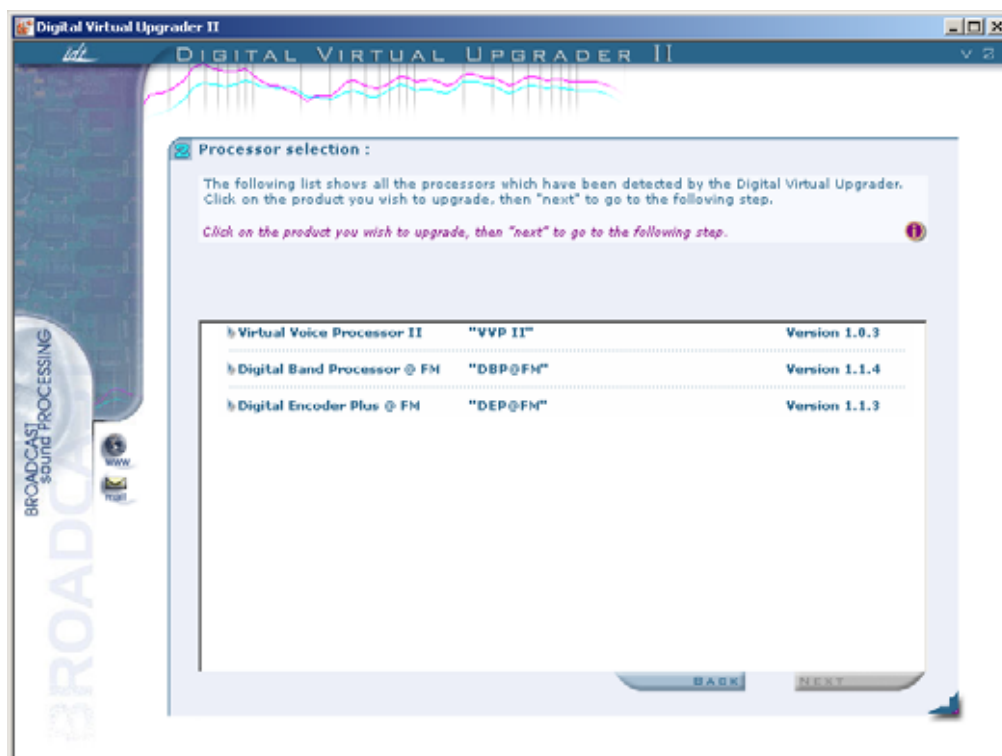 Digital Virtual Upgrader II
idt DIGITAL VIRTUAL UPGRADER II V 2
2 Processor selection :
The following list shows all the processors which have been detected by the Digital Virtual Upgrader.
Click on the product you wish to upgrade, then "next" to go to the following step.
Click on the product you wish to upgrade, then "next" to go to the following step.
Virtual Voice Processor II "VVP II" Version 1.0.3
Digital Band Processor @ FM "DBP@FM" Version 1.1.4
Digital Encoder Plus @ FM "DEP@FM" Version 1.1.3
BROADCAST
sound PROCESSING
www
mail
BROADCAST
BACK NEXT